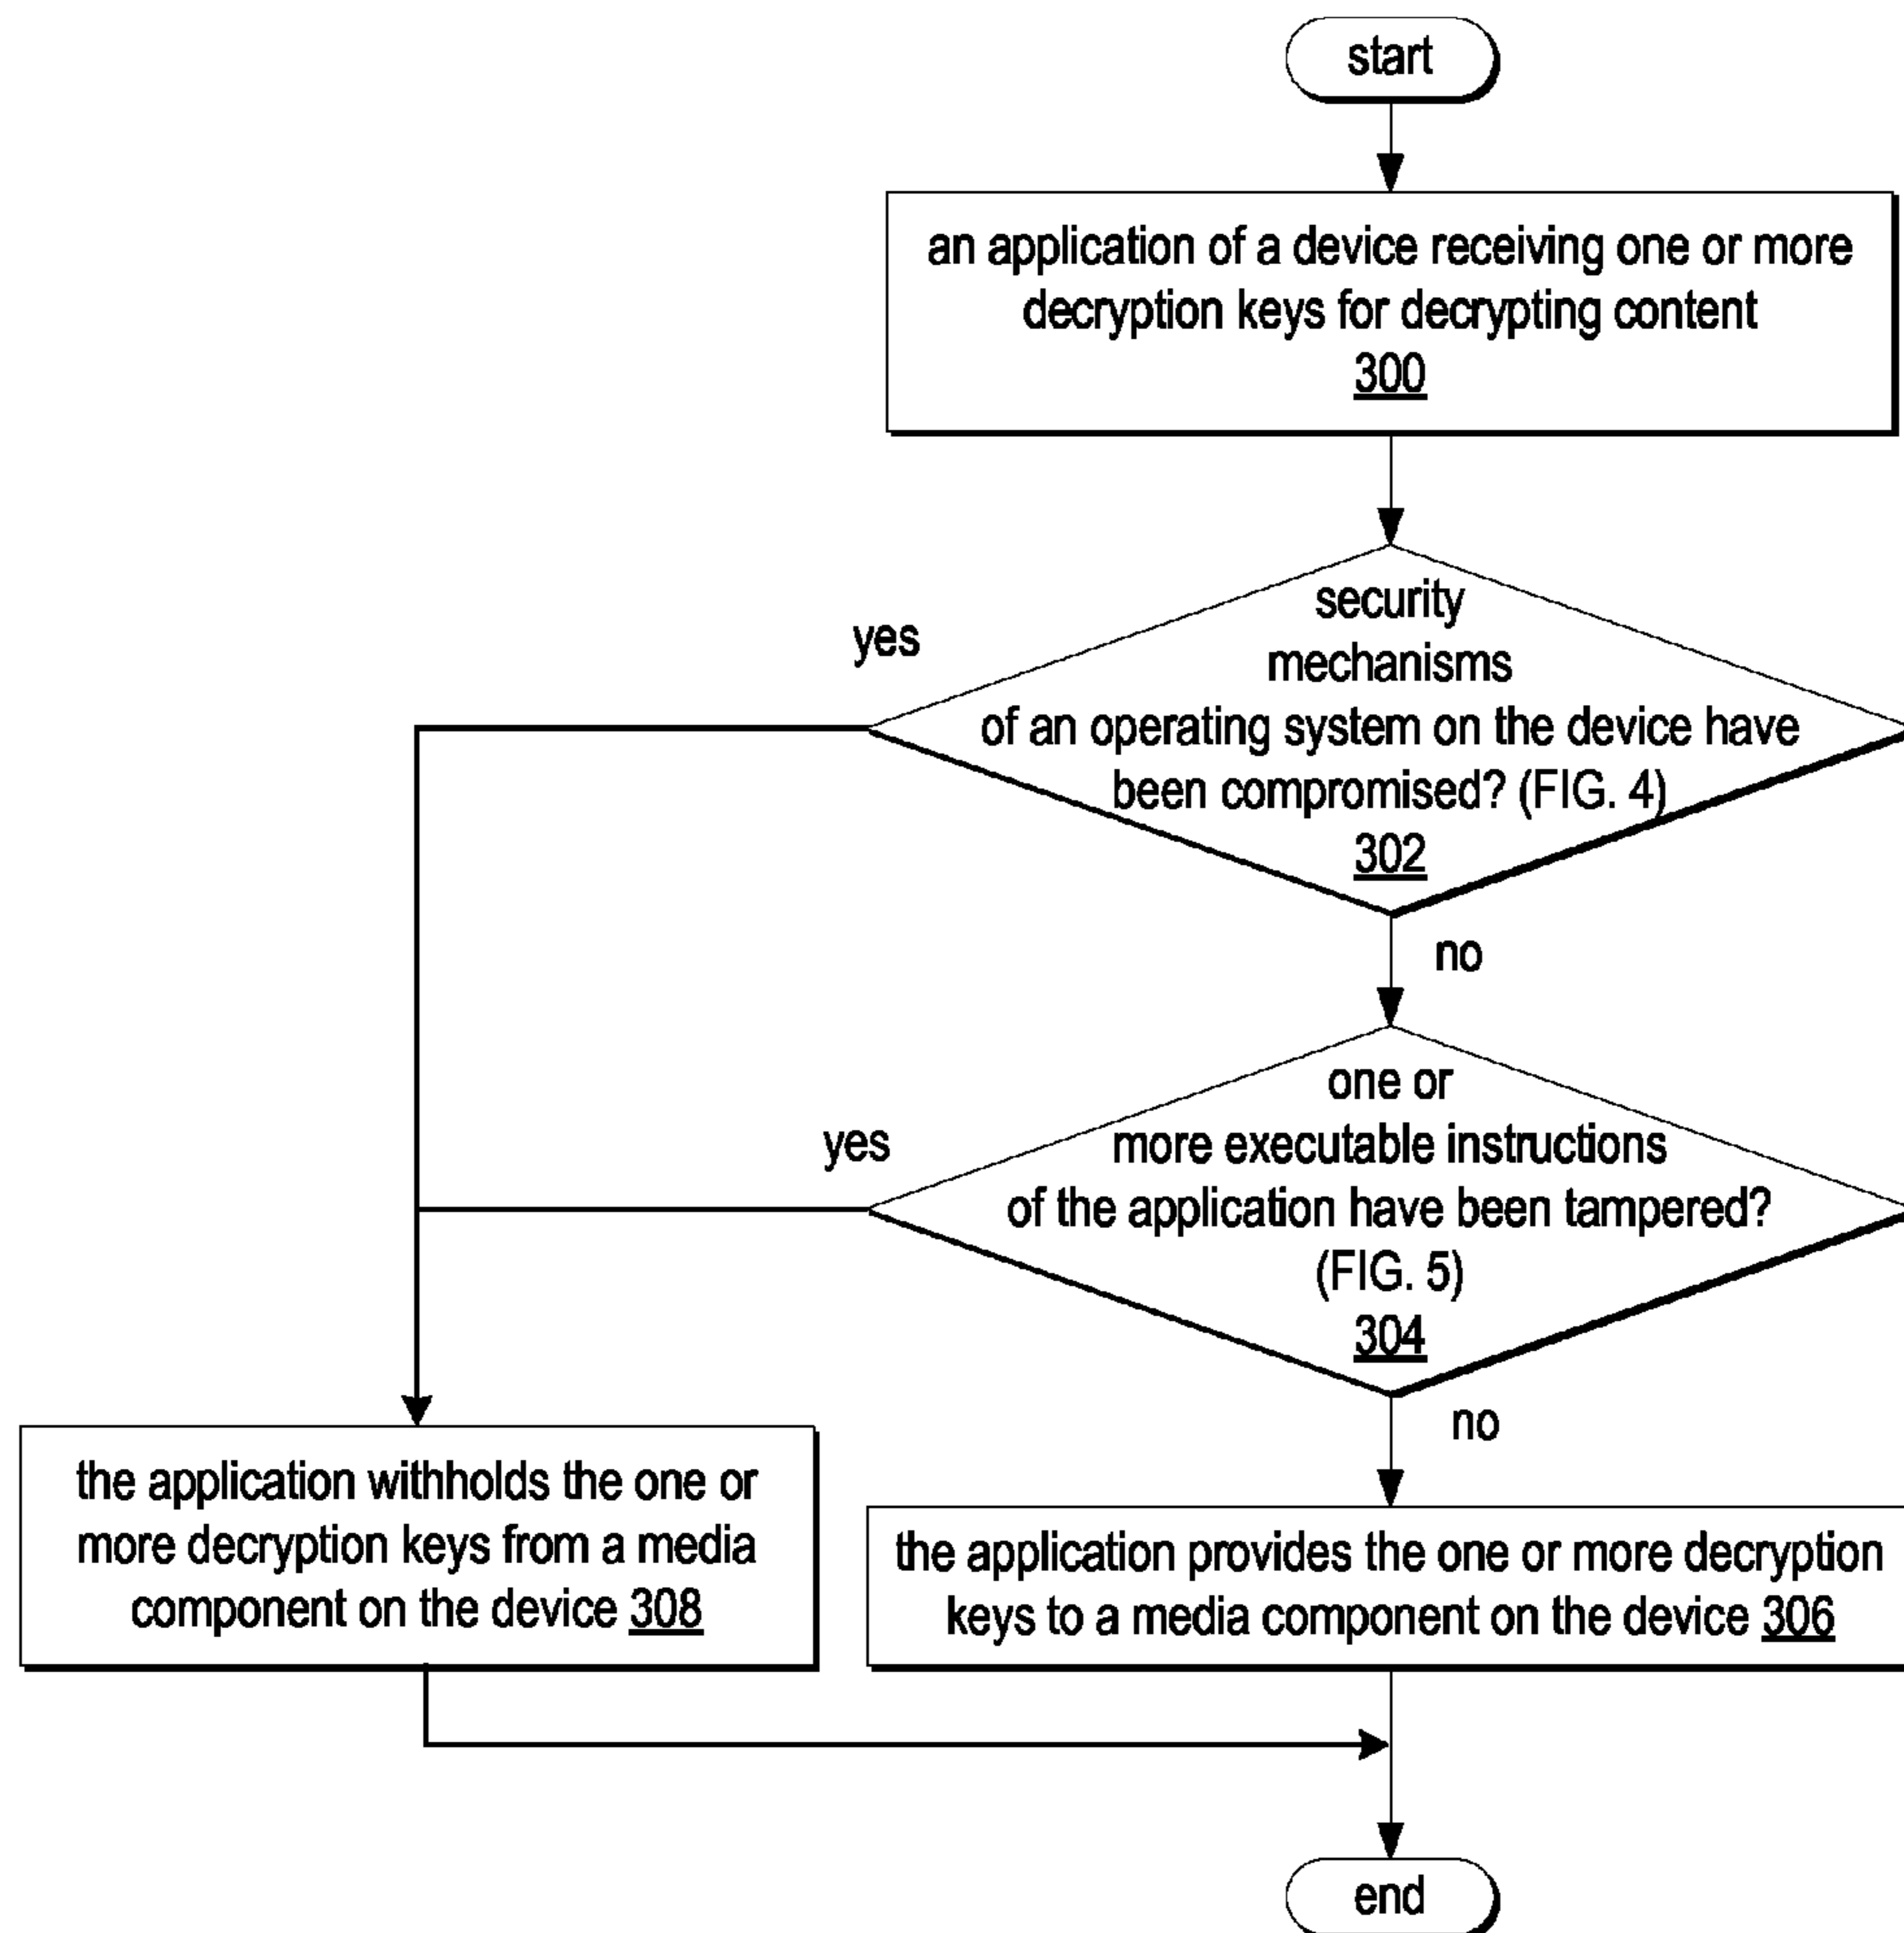 start
an application of a device receiving one or more
decryption keys for decrypting content
300
security
mechanisms
of an operating system on the device have
been compromised? (FIG. 4)
302
yes
no
one or
more executable instructions
of the application have been tampered?
(FIG. 5)
304
yes
no
the application withholds the one or
more decryption keys from a media
component on the device 308
the application provides the one or more decryption
keys to a media component on the device 306
end